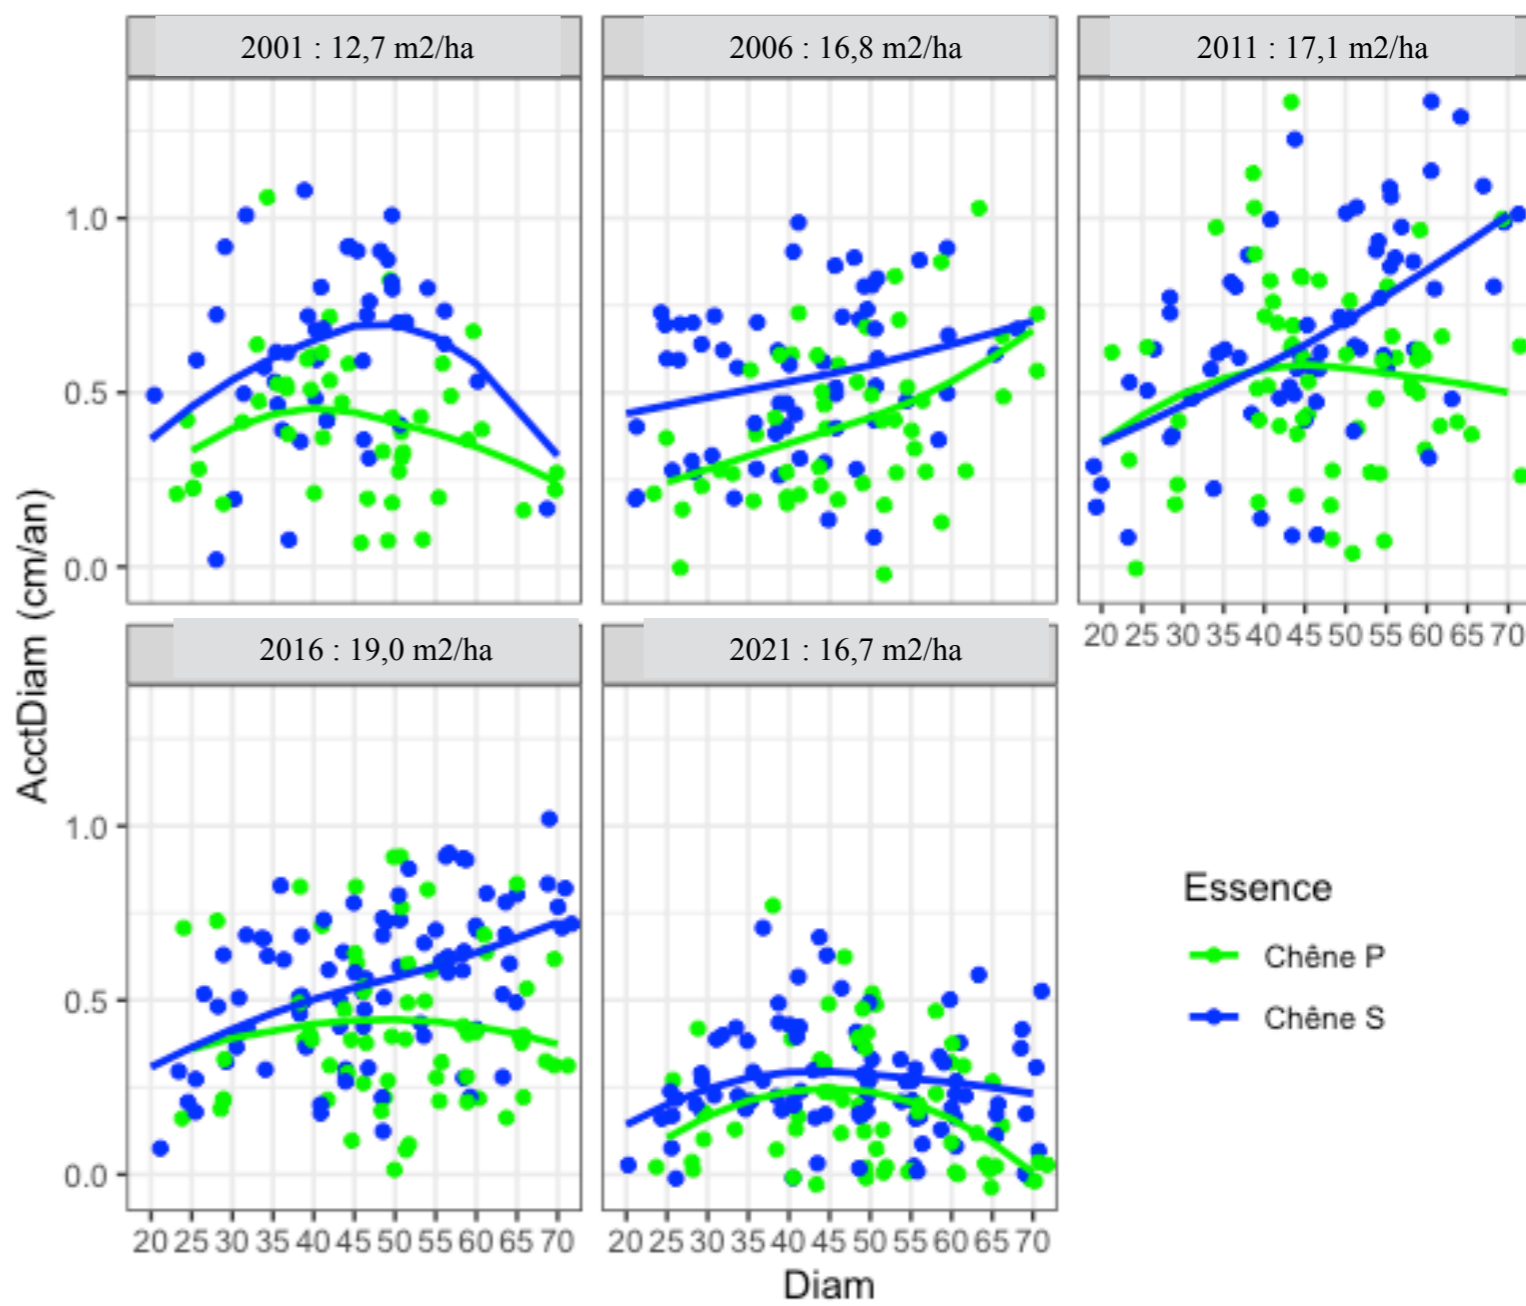 2001 : 12,7 m2/ha
2006 : 16,8 m2/ha
2011 : 17,1 m2/ha
1.0
0.5
0.0
20 25 30 35 40 45 50 55 60 65 70
2016 : 19,0 m2/ha
2021 : 16,7 m2/ha
AcctDiam (cm/an)
1.0
0.5
0.0
Essence
Chêne P
Chêne S
20 25 30 35 40 45 50 55 60 65 70
20 25 30 35 40 45 50 55 60 65 70
Diam